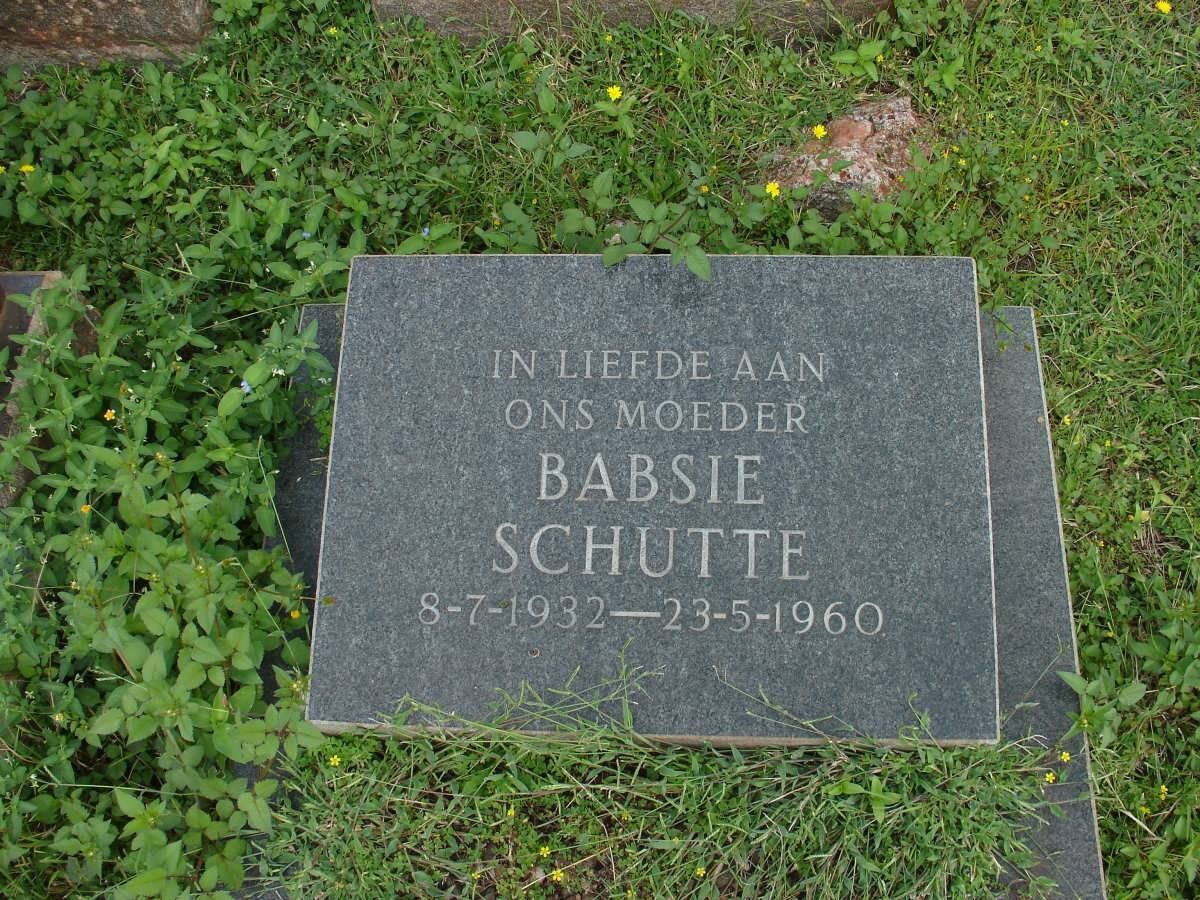 IN LIEFDE AAN
ONS MOEDER
BABSIE
SCHUTTE
8-7-1932—23-5-1960